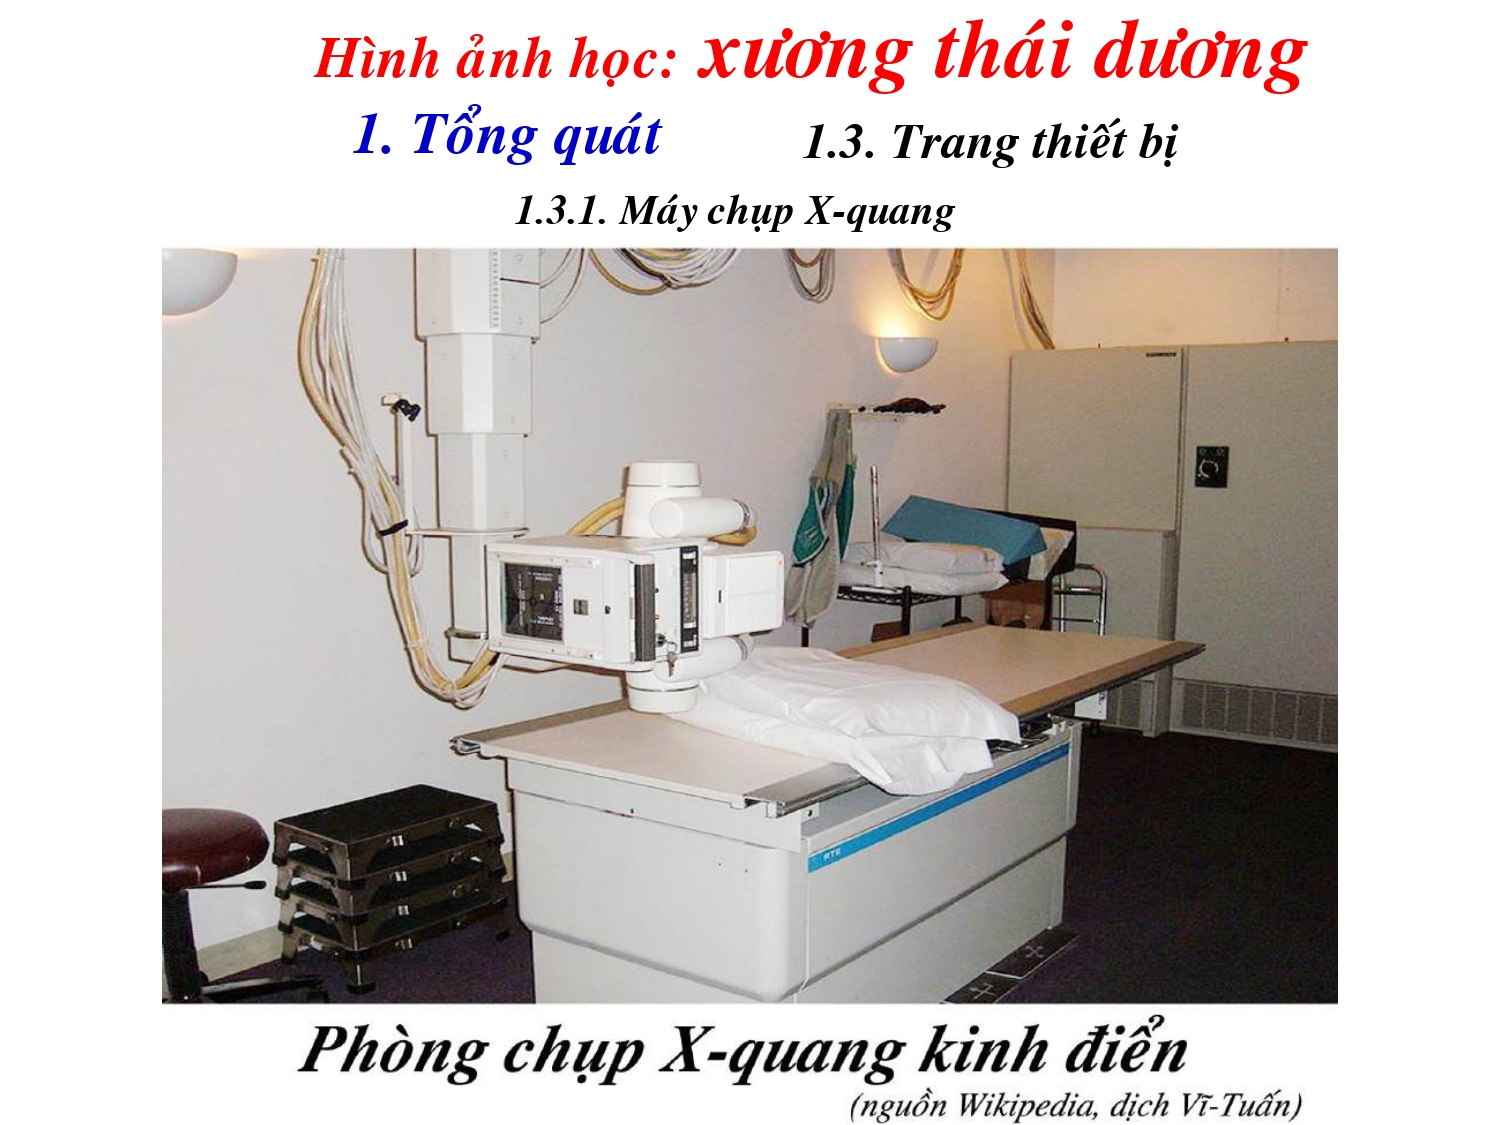 Hình ảnh học: xương thái dương
1. Tổng quát
1.3. Trang thiết bị
1.3.1. Máy chụp X-quang
RTE
Phòng chụp X-quang kinh điển
(nguồn Wikipedia, dịch Vĩ-Tuấn)